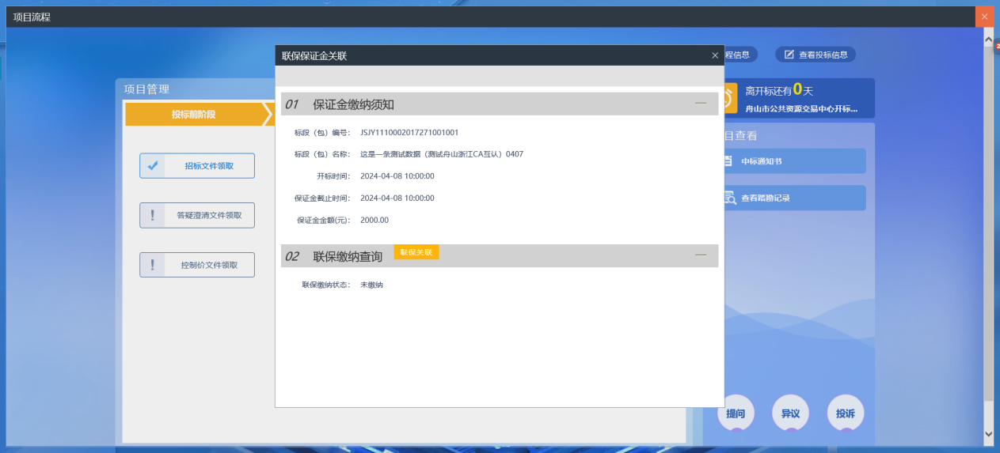 项目流程
联保保证金关联
程信息
查看投标信息
项目管理
离开标还有0天
舟山市公共资源交易中心开标...
01 保证金缴纳须知
投标前阶段
标段（包）编号： JSJY1110002017271001001
目查看
标段（包）名称： 这是一条测试数据（测试舟山浙江CA互认）0407
中标通知书
招标文件领取
开标时间： 2024-04-08 10:00:00
保证金截止时间： 2024-04-08 10:00:00
查看踏勘记录
答疑澄清文件领取
保证金金额(元)： 2000.00
02 联保缴纳查询 联保关联
控制价文件领取
联保缴纳状态： 未缴纳
提问 异议 投诉